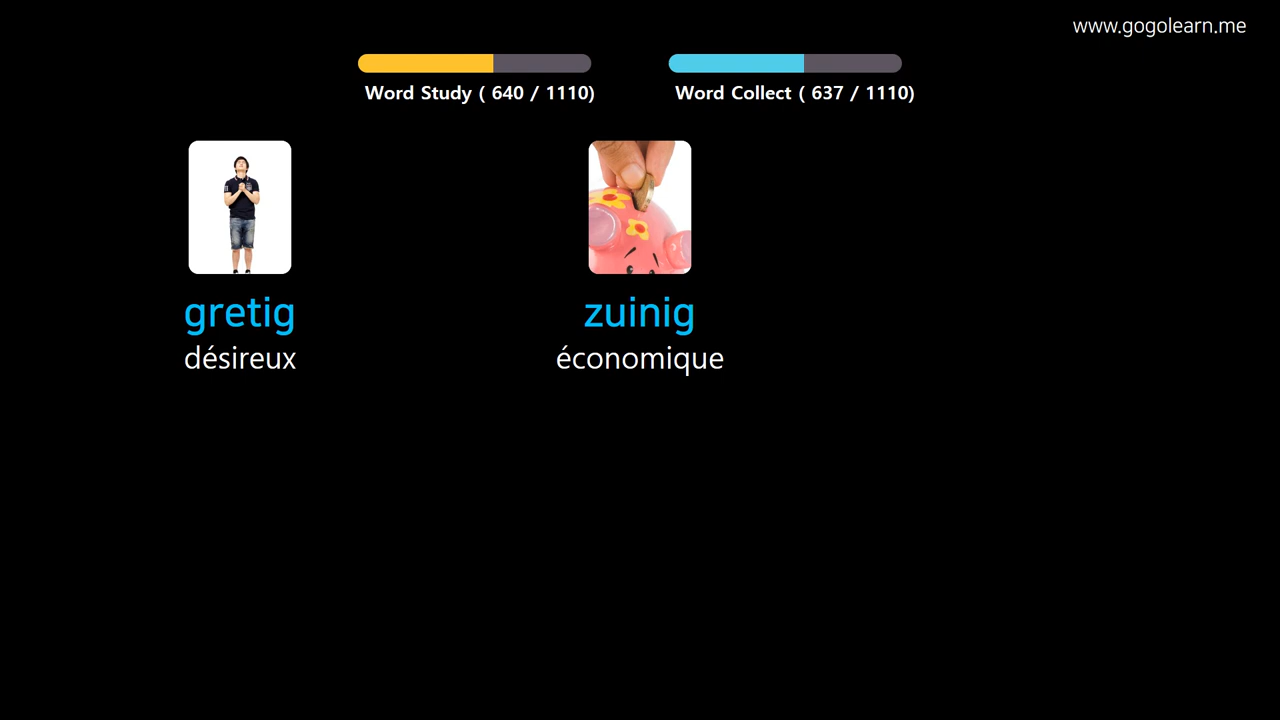 www.gogolearn.me
Word Study ( 640 / 1110)
Word Collect ( 637 / 1110)
gretig
désireux
zuinig
économique